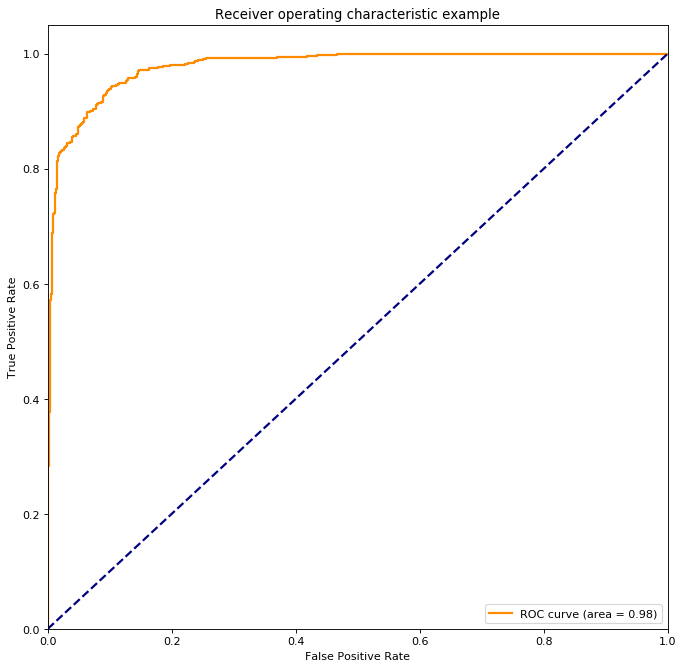 Receiver operating characteristic example
True Positive Rate
1.0
0.8
0.6
0.4
0.2
0.0
0.0 0.2 0.4 0.6 0.8 1.0
False Positive Rate
ROC curve (area = 0.98)